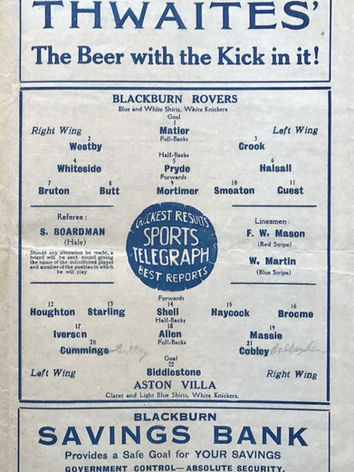 THWAITES'
The Beer with the Kick in it!
BLACKBURN ROVERS
Blue and White Shirts, White Knickers
Goal
1
Matier
Right Wing Full-Backs Left Wing
2 3
Westby Crook
Half-Backs
4 5 6
Whiteside Pryde Halsall
Forwards
7 8 9 10 11
Bruton Butt Mortimer Smeaton Guest
Referee :
S. BOARDMAN
(Hale)
Should any alteration be made, a
board will be sent round giving
the name of the substituted player
and number of the position in which
he will play
QUICKEST RESULTS
SPORTS
TELEGRAPH
BEST REPORTS
Linesmen:
F. W. Mason
(Red Stripe)
W. Martin
(Blue Stripe)
Forwards
12 13 14 15 16
Houghton Starling Shell Haycock Broome
Half-Backs
17 18 19
Iverson Allen Massie
Full-Backs
20 21
Cummings Cobley
Goal
22
Left Wing Biddlestone Right Wing
ASTON VILLA
Claret and Light Blue Shirts, White Knickers.
BLACKBURN
SAVINGS BANK
Provides a Safe Goal for YOUR SAVINGS
GOVERNMENT CONTROL—ABSOLUTE SECURITY.